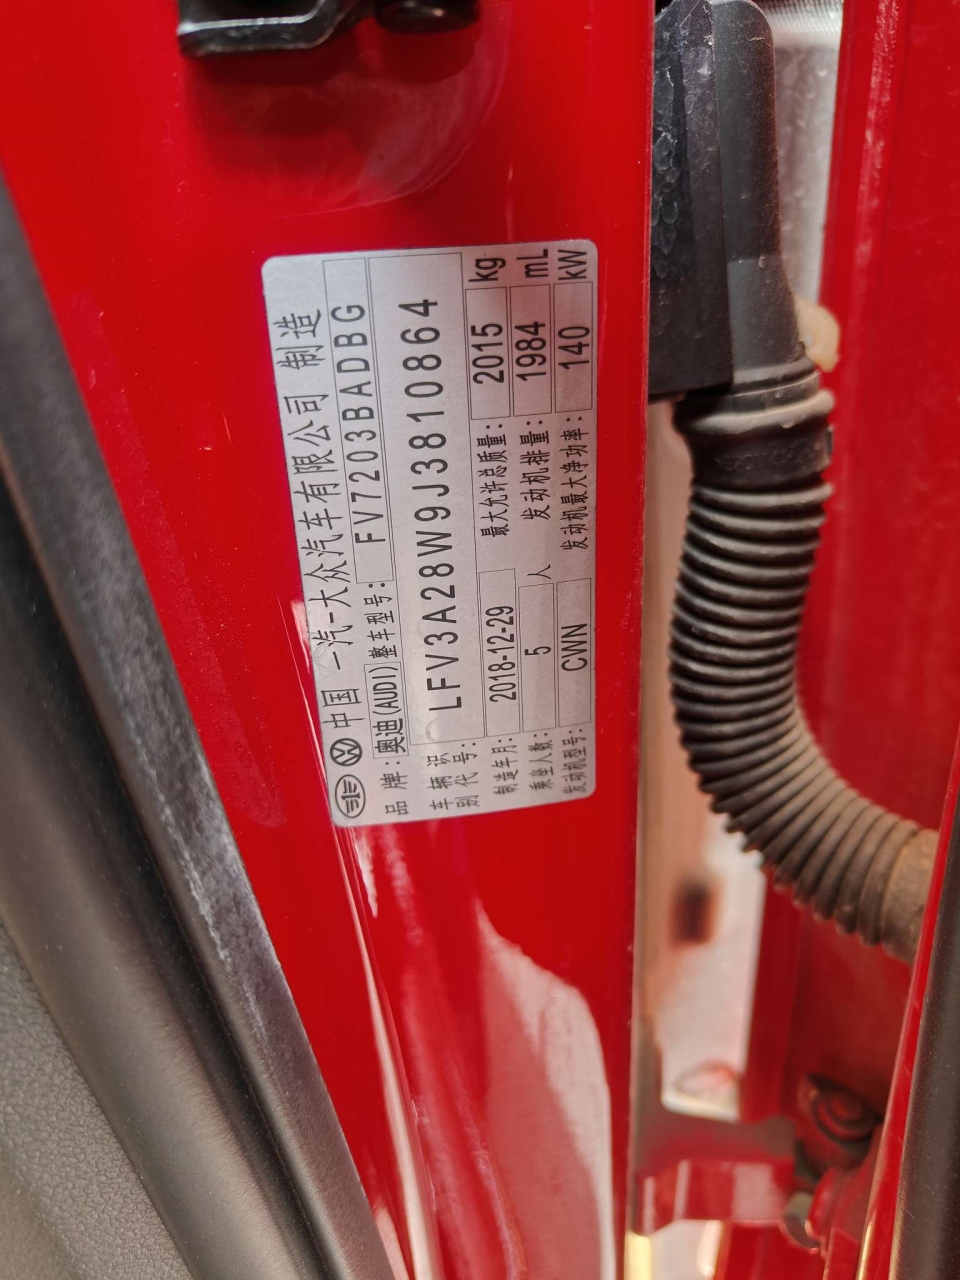 中国 一汽-大众汽车有限公司 制造
品牌: 奥迪(AUDI) 整车型号: FV7203BADBG
车辆识别代号: LFV3A28W9J3810864
制造年月: 2018-12-29 最大允许总质量: 2015 kg
乘坐人数: 5 人 发动机排量: 1984 mL
发动机型号: CWN 发动机最大净功率: 140 kW